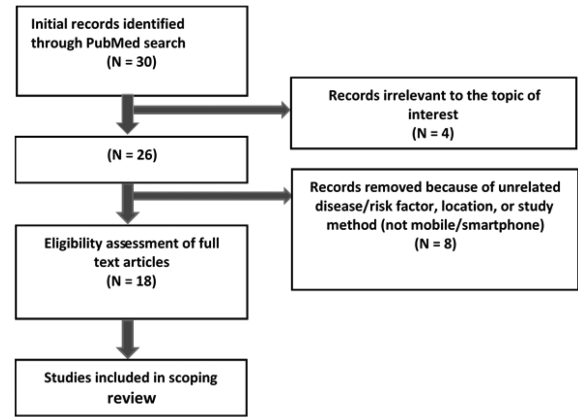 Initial records identified
through PubMed search
(N = 30)
Records irrelevant to the topic of
interest
(N = 4)
(N = 26)
Records removed because of unrelated
disease/risk factor, location, or study
method (not mobile/smartphone)
(N = 8)
Eligibility assessment of full
text articles
(N = 18)
Studies included in scoping
review